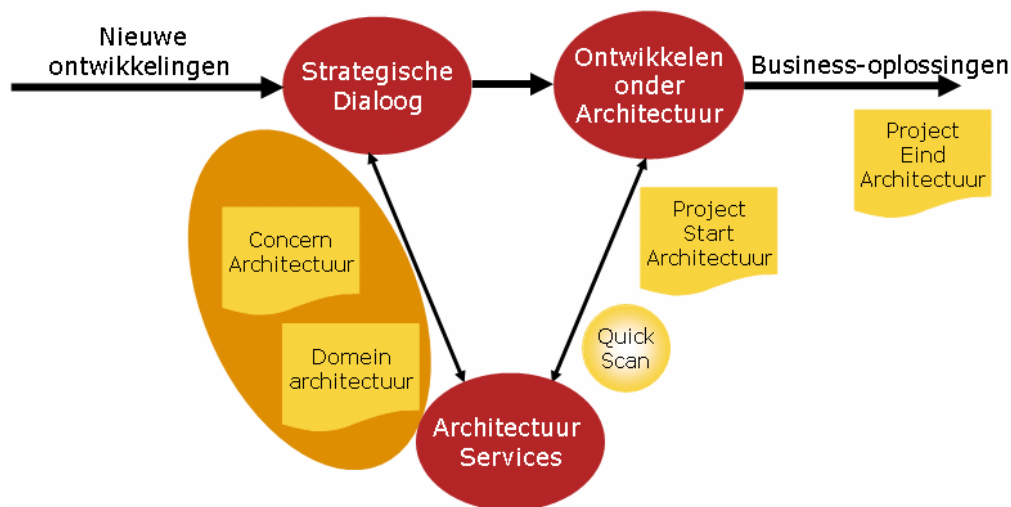 Nieuwe
ontwikkelingen
Strategische
Dialoog
Ontwikkelen
onder
Architectuur
Business-oplossingen
Project
Eind
Architectuur
Project
Start
Architectuur
Concern
Architectuur
Quick
Scan
Domein
architectuur
Architectuur
Services